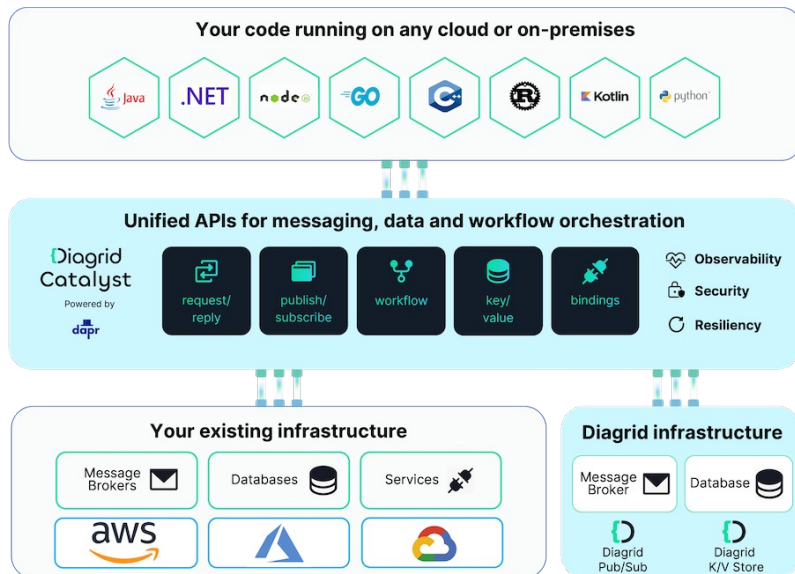 Your code running on any cloud or on-premises
Java
.NET
node
GO
C++
R
Kotlin
python
Unified APIs for messaging, data and workflow orchestration
Diagrid
Catalyst
Powered by
dapr
request/
reply
publish/
subscribe
workflow
key/
value
bindings
Observability
Security
Resiliency
Your existing infrastructure
Message
Brokers
Databases
Services
aws
Diagrid infrastructure
Message
Broker
Database
Diagrid
Pub/Sub
Diagrid
K/V Store